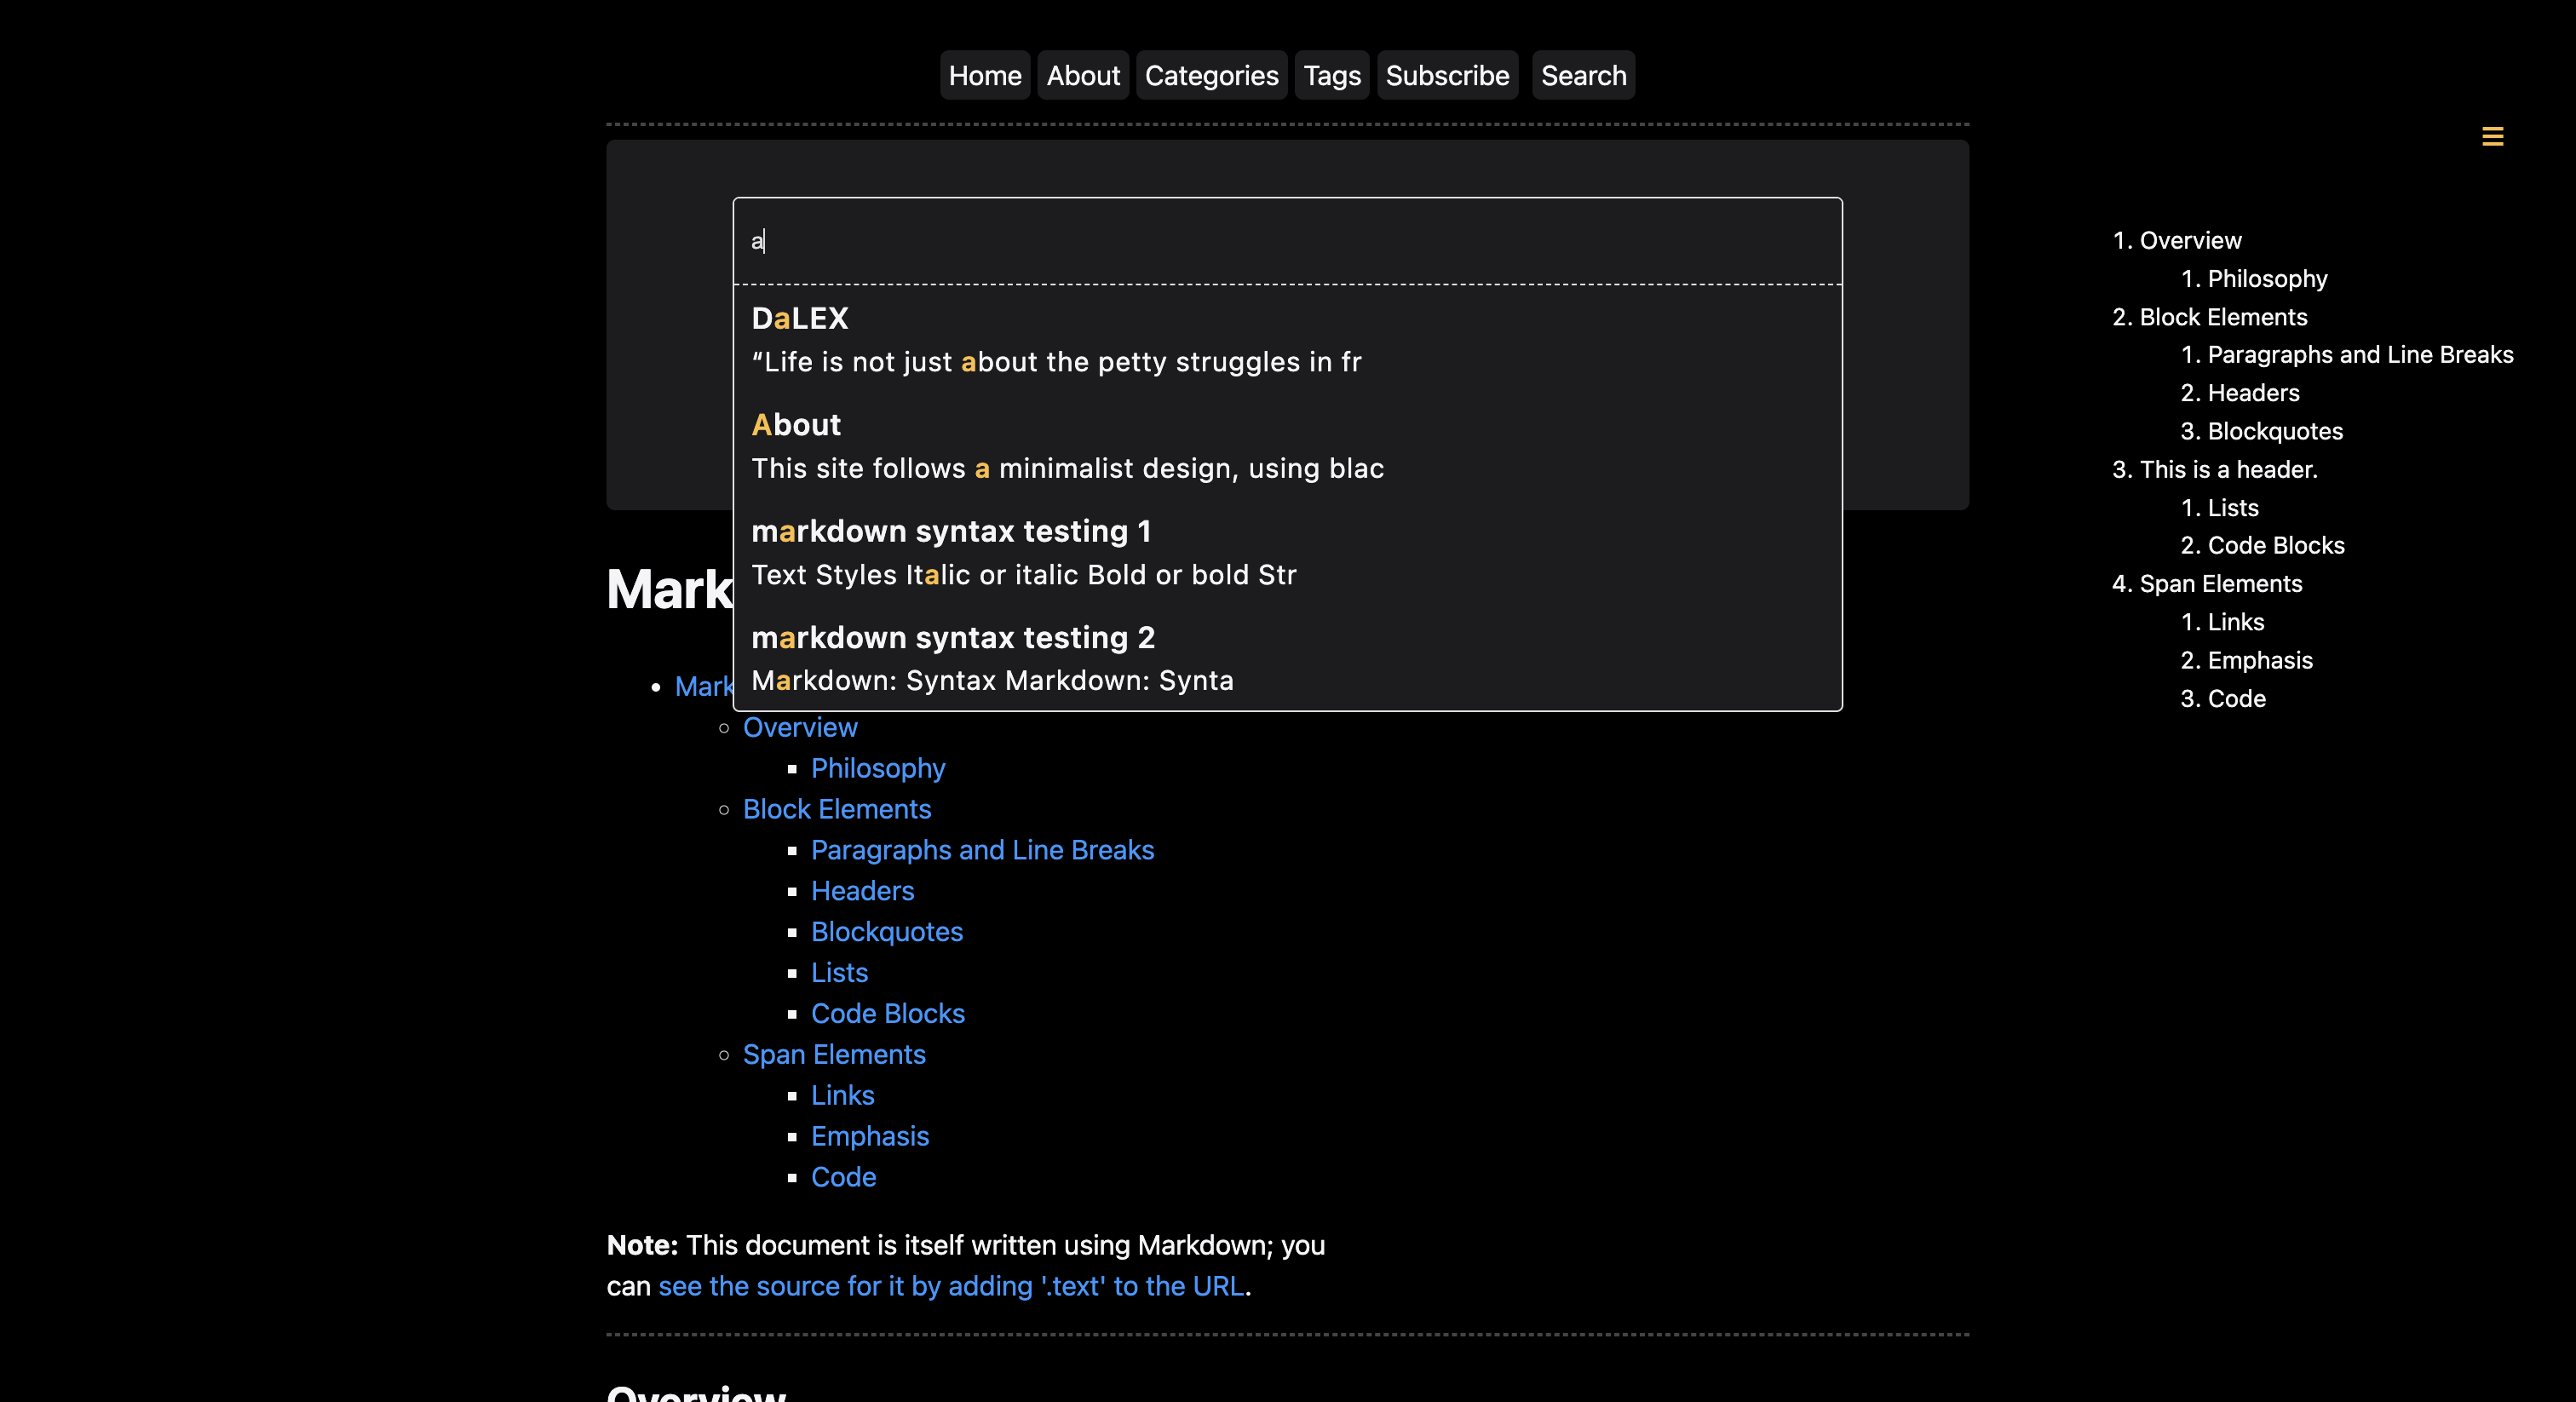 Home About Categories Tags Subscribe Search
a
DaLEX
“Life is not just about the petty struggles in fr
About
This site follows a minimalist design, using blac
markdown syntax testing 1
Text Styles Italic or italic Bold or bold Str
markdown syntax testing 2
Markdown: Syntax Markdown: Synta
Mark
Mark
Overview
Philosophy
Block Elements
Paragraphs and Line Breaks
Headers
Blockquotes
Lists
Code Blocks
Span Elements
Links
Emphasis
Code
Note: This document is itself written using Markdown; you
can see the source for it by adding '.text' to the URL.
Overview
1. Overview
1. Philosophy
2. Block Elements
1. Paragraphs and Line Breaks
2. Headers
3. Blockquotes
3. This is a header.
1. Lists
2. Code Blocks
4. Span Elements
1. Links
2. Emphasis
3. Code